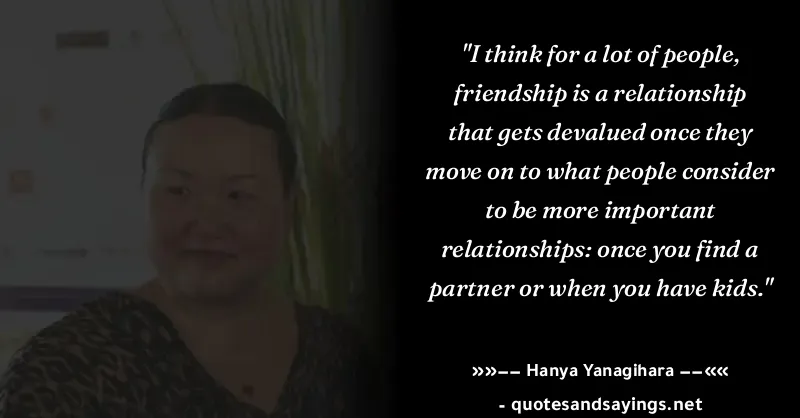 "I think for a lot of people,
friendship is a relationship
that gets devalued once they
move on to what people consider
to be more important
relationships: once you find a
partner or when you have kids."
»»−− Hanya Yanagihara −−««
- quotesandsayings.net